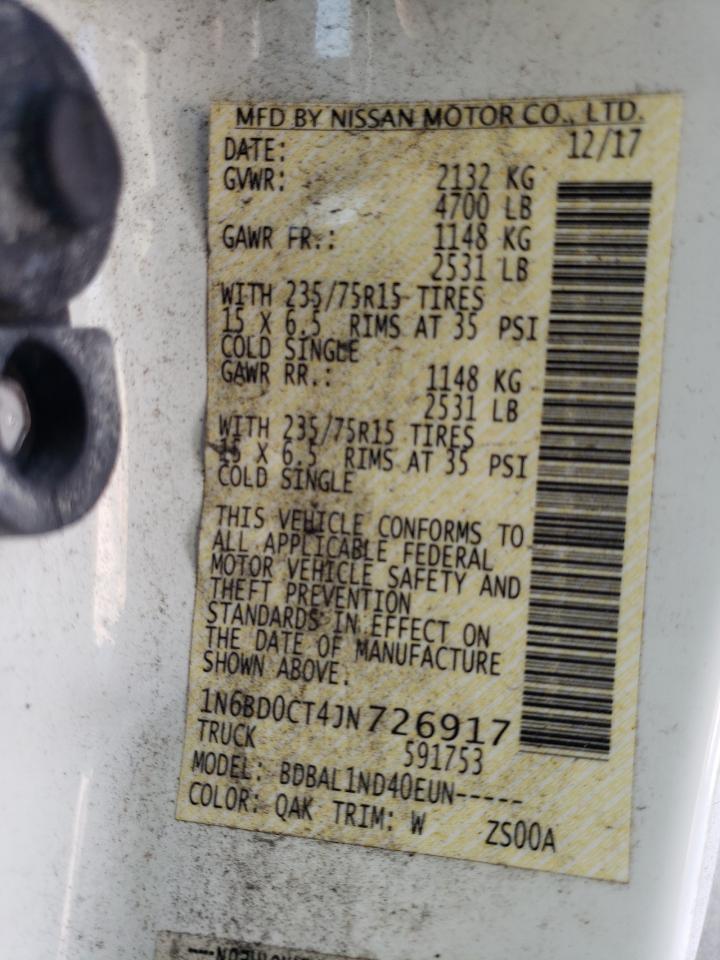 MFD BY NISSAN MOTOR CO., LTD.
DATE: 12/17
GVWR: 2132 KG
4700 LB
GAWR FR.: 1148 KG
2531 LB
WITH 235/75R15 TIRES
15 X 6.5 RIMS AT 35 PSI
COLD SINGLE
GAWR RR.: 1148 KG
2531 LB
WITH 235/75R15 TIRES
15 X 6.5 RIMS AT 35 PSI
COLD SINGLE
THIS VEHICLE CONFORMS TO
ALL APPLICABLE FEDERAL
MOTOR VEHICLE SAFETY AND
THEFT PREVENTION
STANDARDS IN EFFECT ON
THE DATE OF MANUFACTURE
SHOWN ABOVE.
1N6BD0CT4JN726917
TRUCK 591753
MODEL: BDBAL1ND40EUN-----
COLOR: QAK TRIM: W ZS00A